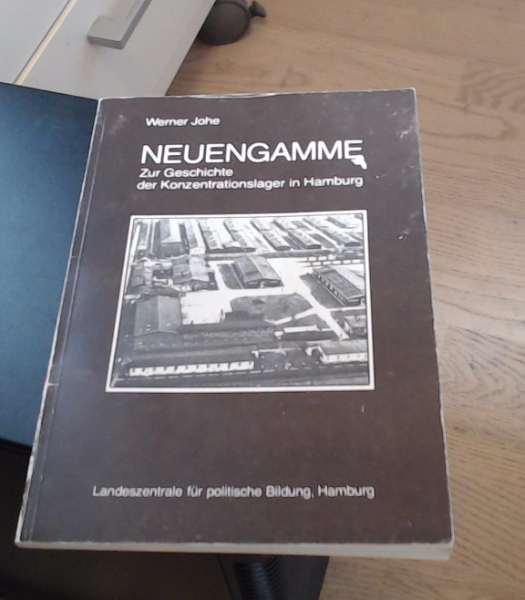 Werner Johe
NEUENGAMME
Zur Geschichte
der Konzentrationslager in Hamburg
Landeszentrale für politische Bildung, Hamburg